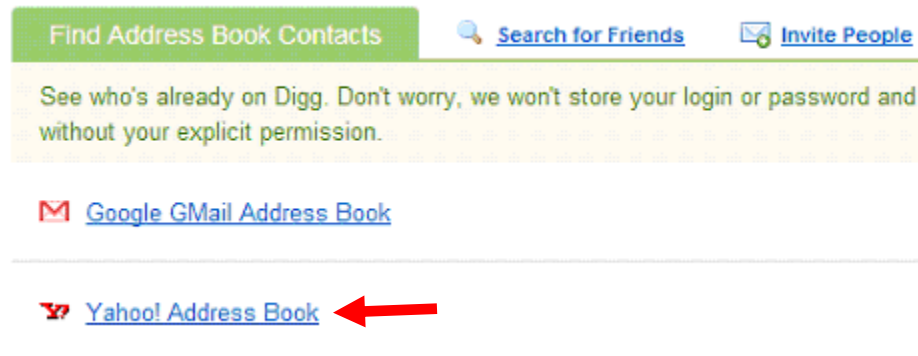 Find Address Book Contacts Search for Friends Invite People
See who's already on Digg. Don't worry, we won't store your login or password and
without your explicit permission.
Google GMail Address Book
Yahoo! Address Book